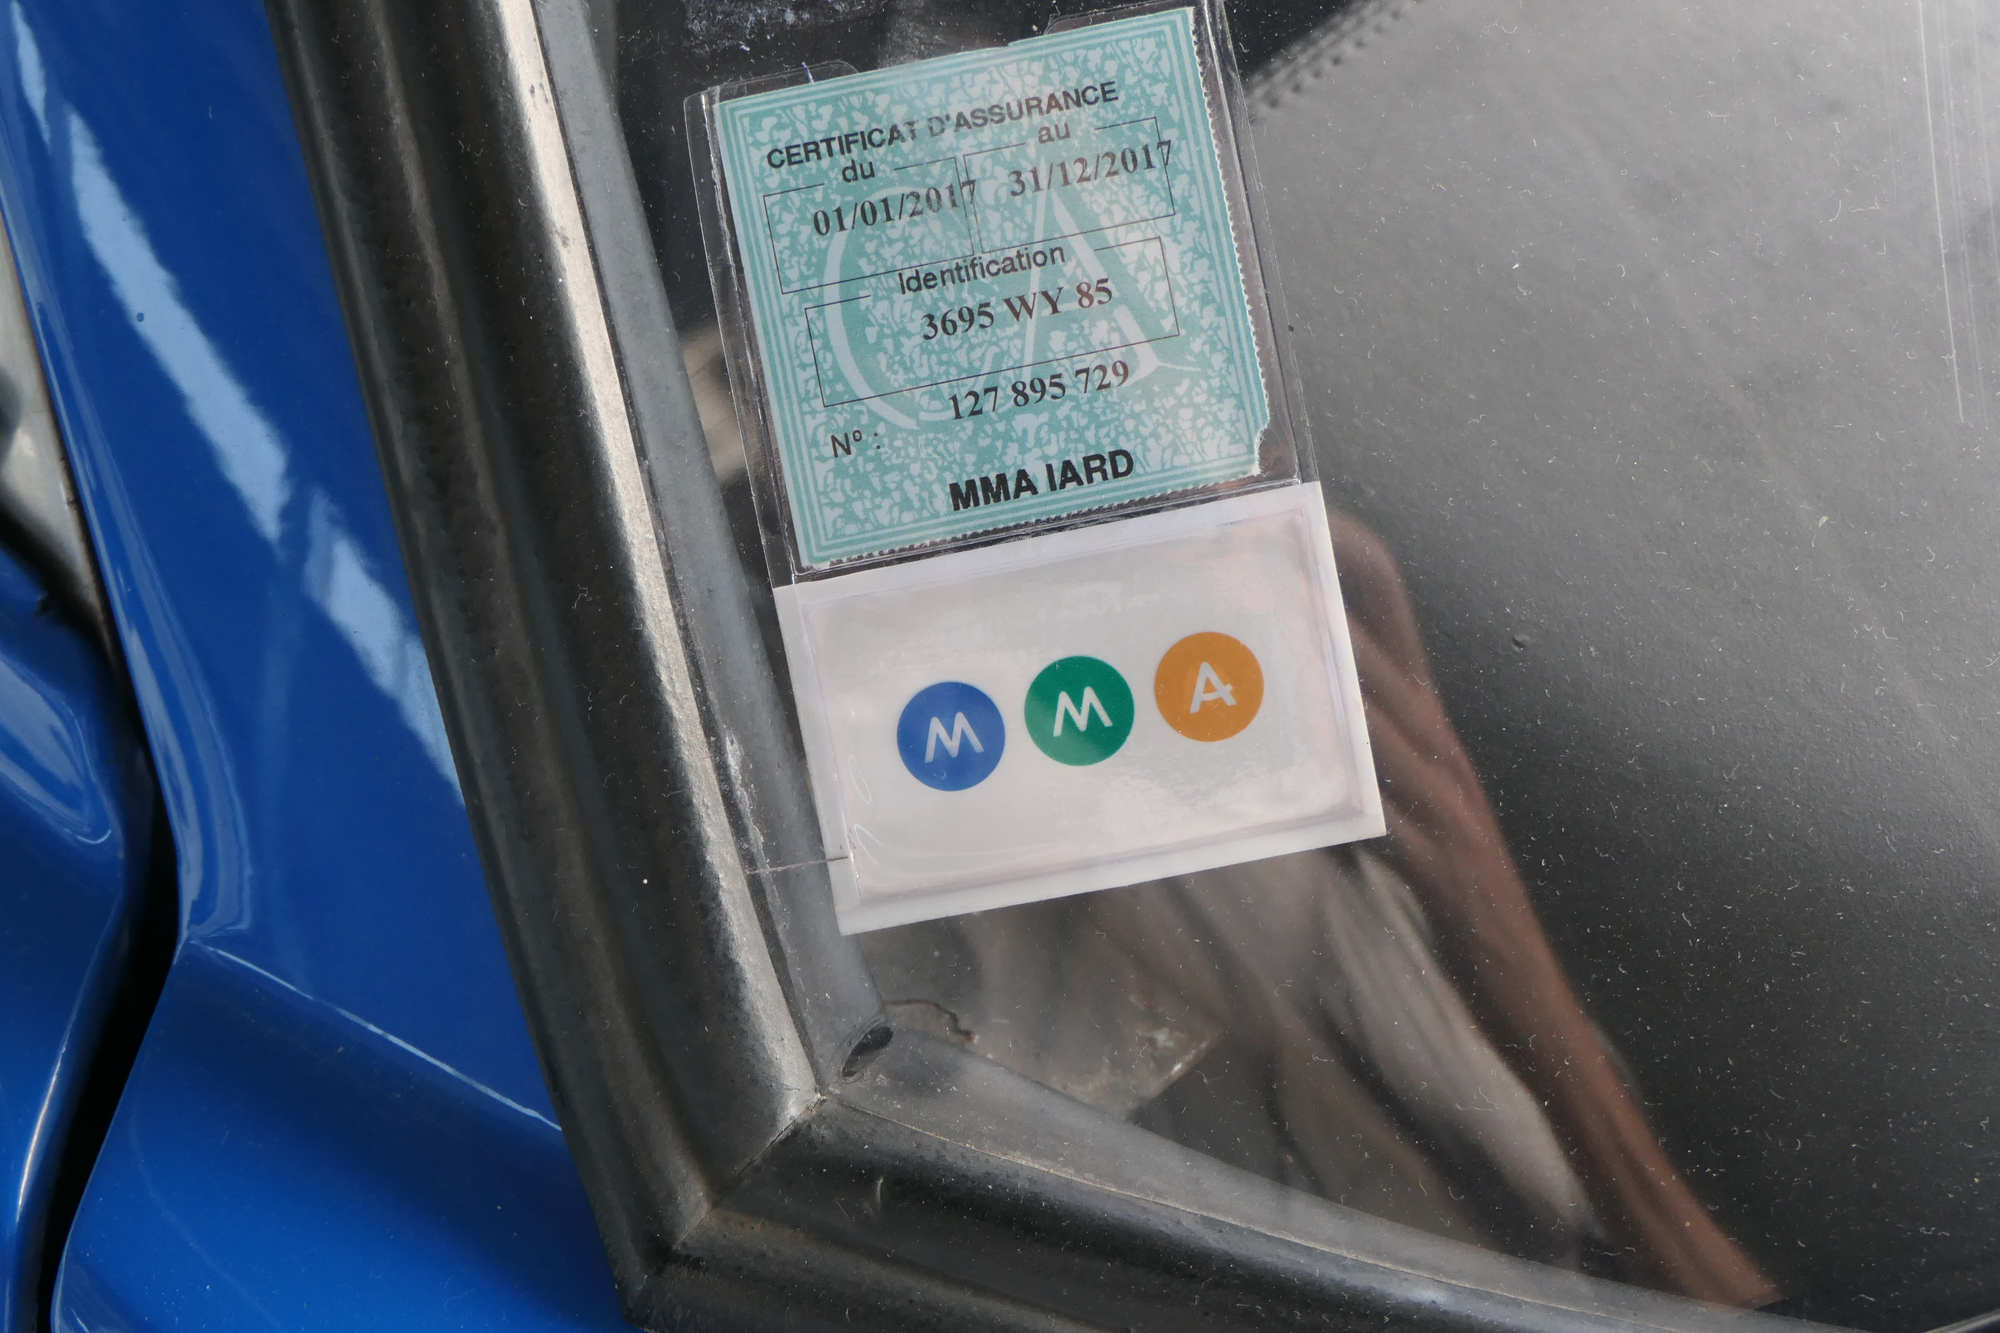 CERTIFICAT D'ASSURANCE
du au
01/01/2017 31/12/2017
Identification
3695 WY 85
127 895 729
Nº :
MMA IARD
M M A